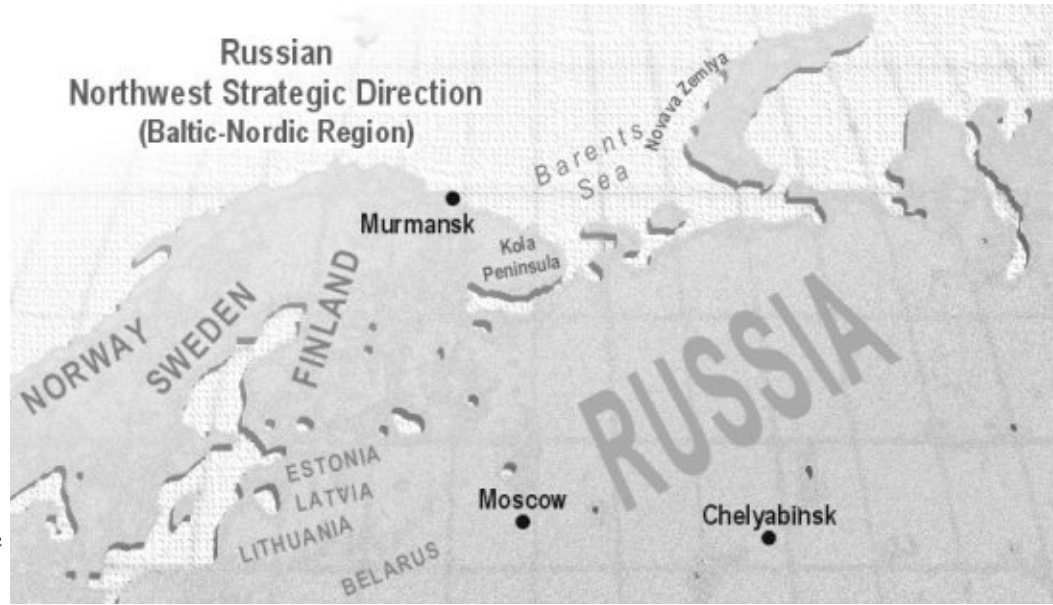 Russian
Northwest Strategic Direction
(Baltic-Nordic Region)
Novava Zemlya
Barents
Sea
Murmansk
Kola
Peninsula
NORWAY
SWEDEN
FINLAND
RUSSIA
ESTONIA
LATVIA
LITHUANIA
BELARUS
Moscow
Chelyabinsk